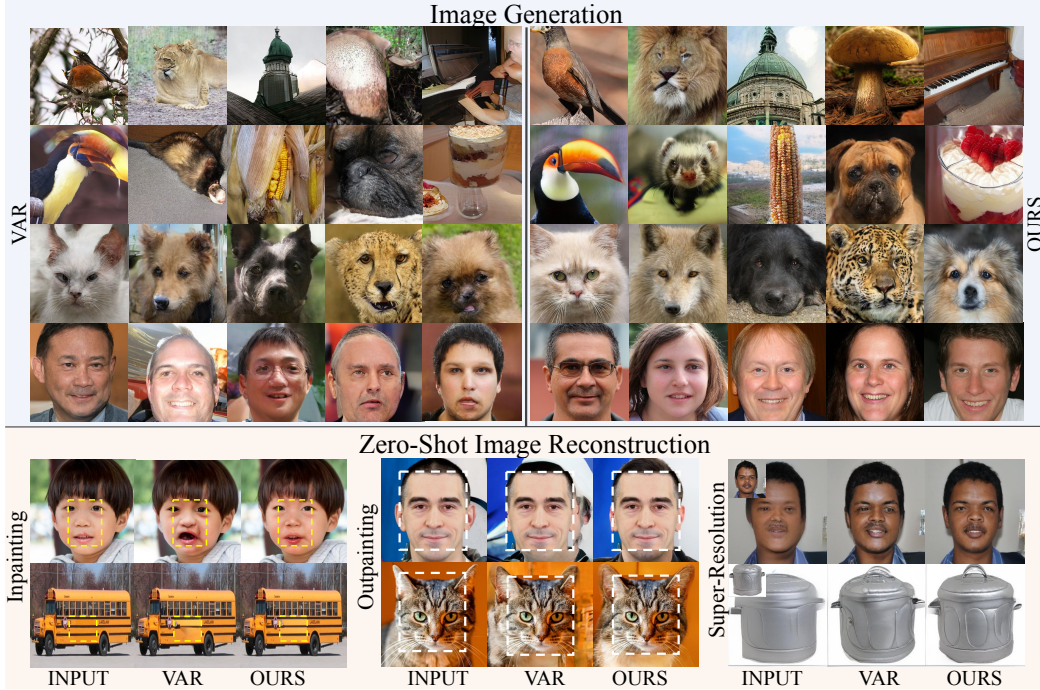 Image Generation
VAR
OURS
Zero-Shot Image Reconstruction
Inpainting
Outpainting
Super-Resolution
INPUT VAR OURS
INPUT VAR OURS
INPUT VAR OURS